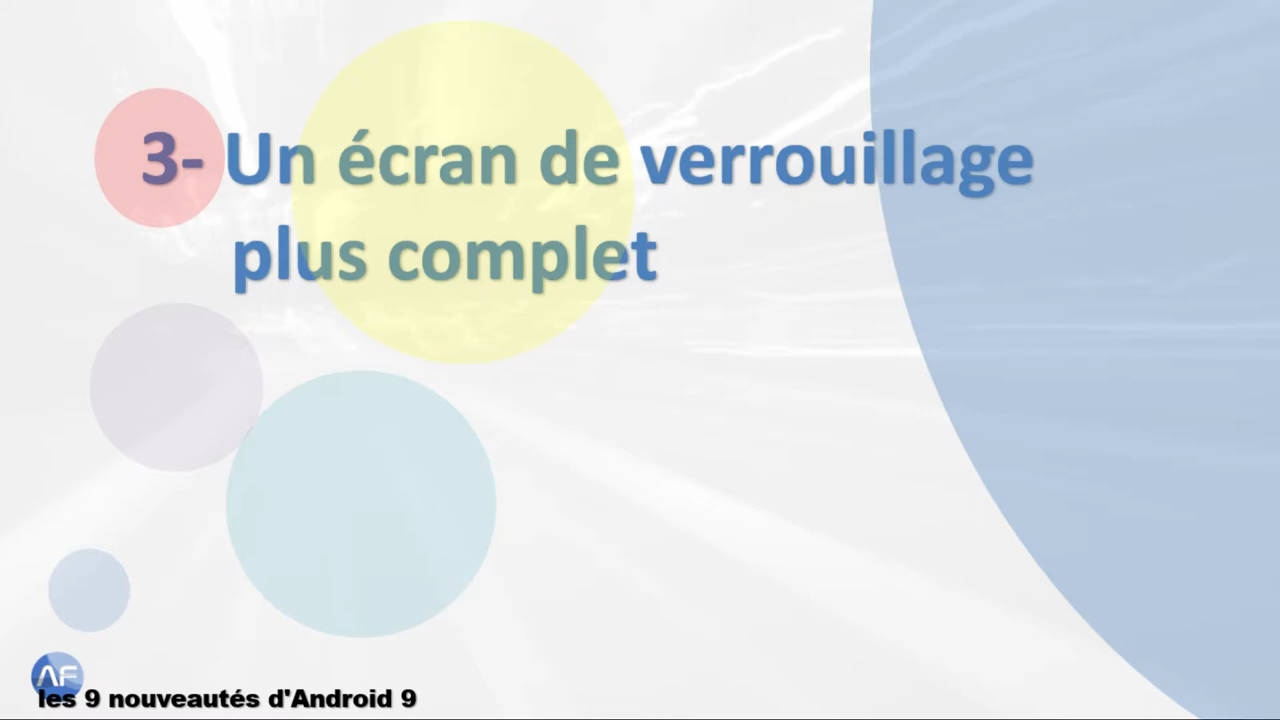 3- Un écran de verrouillage
plus complet
AF
les 9 nouveautés d'Android 9